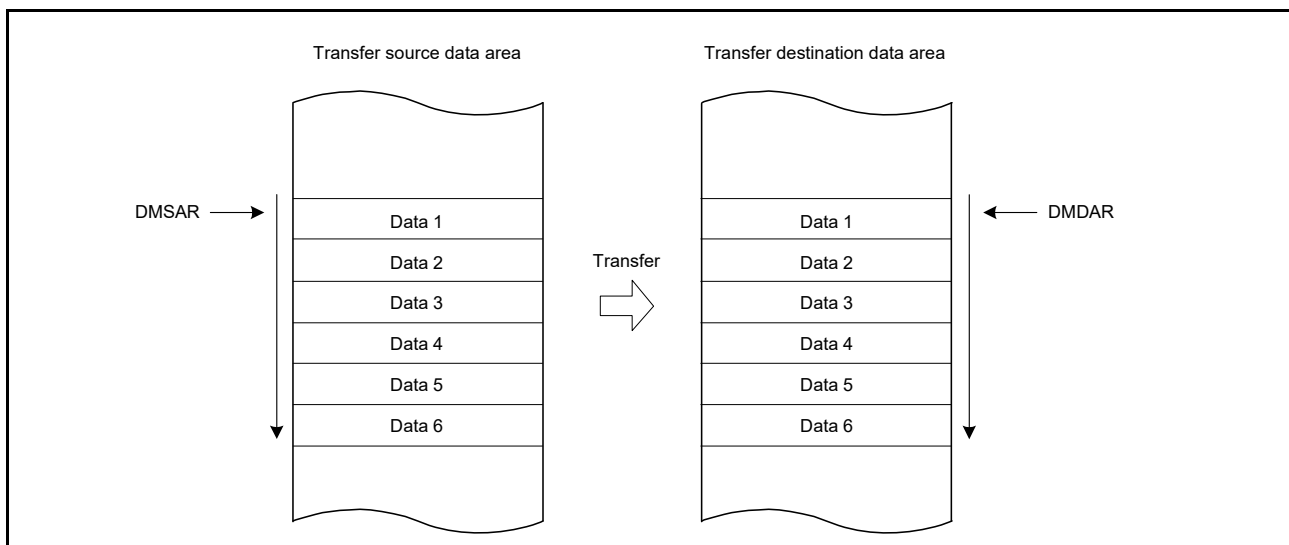 Transfer source data area
Transfer destination data area
DMSAR
Data 1
Data 2
Data 3
Data 4
Data 5
Data 6
Transfer
Data 1
Data 2
Data 3
Data 4
Data 5
Data 6
DMDAR